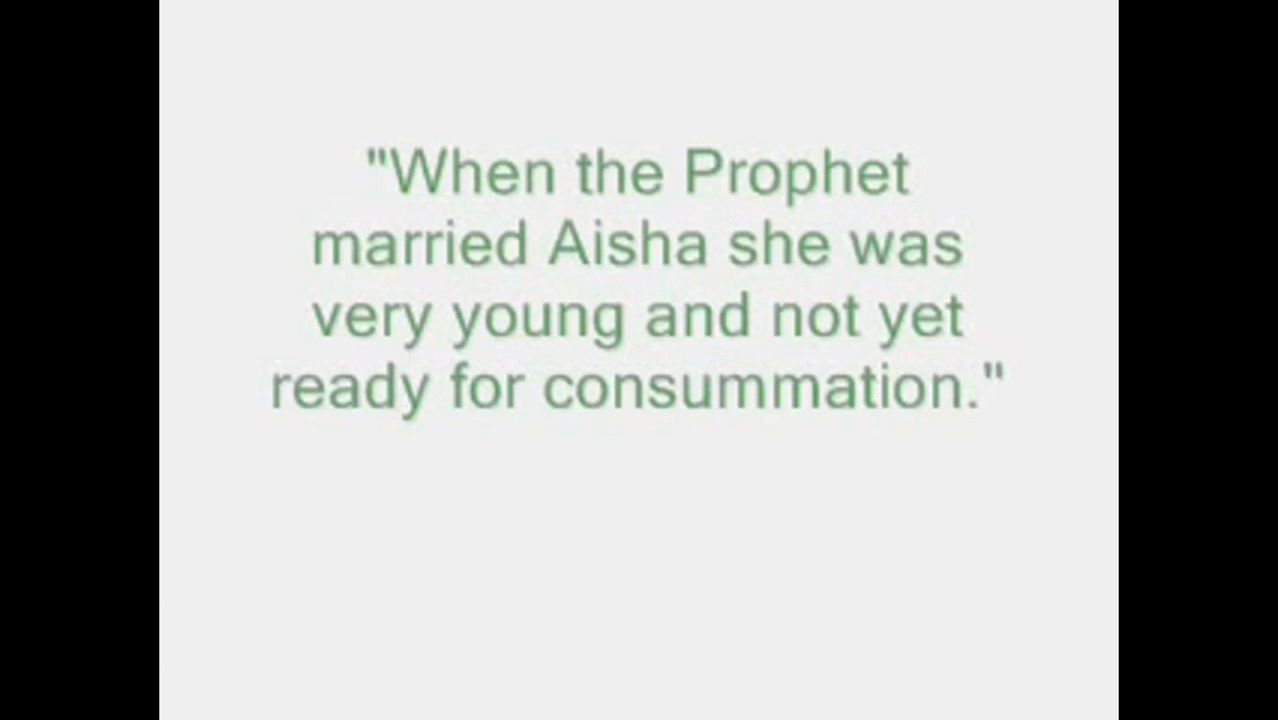 "When the Prophet
married Aisha she was
very young and not yet
ready for consummation."